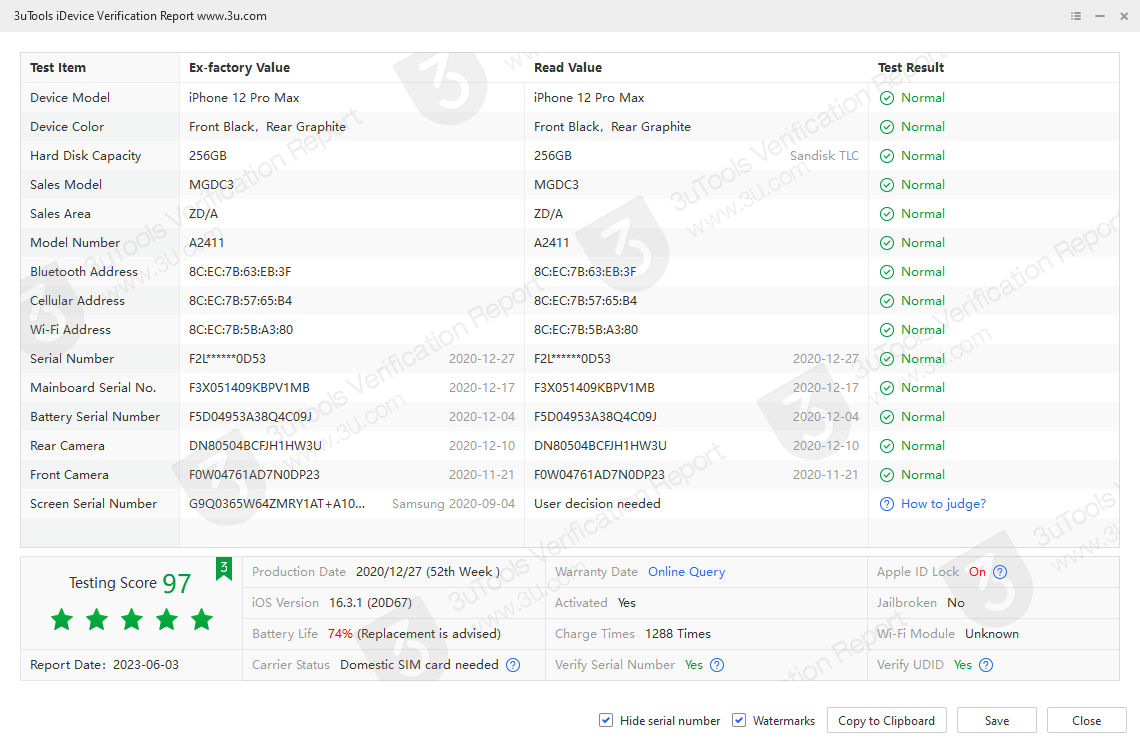 3uTools iDevice Verification Report www.3u.com
Test Item Ex-factory Value Read Value Test Result
Device Model iPhone 12 Pro Max iPhone 12 Pro Max Normal
Device Color Front Black, Rear Graphite Front Black, Rear Graphite Normal
Hard Disk Capacity 256GB 256GB Sandisk TLC Normal
Sales Model MGDC3 MGDC3 Normal
Sales Area ZD/A ZD/A Normal
Model Number A2411 A2411 Normal
Bluetooth Address 8C:EC:7B:63:EB:3F 8C:EC:7B:63:EB:3F Normal
Cellular Address 8C:EC:7B:57:65:B4 8C:EC:7B:57:65:B4 Normal
Wi-Fi Address 8C:EC:7B:5B:A3:80 8C:EC:7B:5B:A3:80 Normal
Serial Number F2L******0D53 2020-12-27 F2L******0D53 2020-12-27 Normal
Mainboard Serial No. F3X051409KBPV1MB 2020-12-17 F3X051409KBPV1MB 2020-12-17 Normal
Battery Serial Number F5D04953A38Q4C09J 2020-12-04 F5D04953A38Q4C09J 2020-12-04 Normal
Rear Camera DN80504BCFJH1HW3U 2020-12-10 DN80504BCFJH1HW3U 2020-12-10 Normal
Front Camera F0W04761AD7N0DP23 2020-11-21 F0W04761AD7N0DP23 2020-11-21 Normal
Screen Serial Number G9Q0365W64ZMRY1AT+A10... Samsung 2020-09-04 User decision needed How to judge?
Testing Score 97
3
Production Date 2020/12/27 (52th Week ) Warranty Date Online Query Apple ID Lock On
iOS Version 16.3.1 (20D67) Activated Yes Jailbroken No
Battery Life 74% (Replacement is advised) Charge Times 1288 Times Wi-Fi Module Unknown
Report Date: 2023-06-03 Carrier Status Domestic SIM card needed Verify Serial Number Yes Verify UDID Yes
Hide serial number Watermarks Copy to Clipboard Save Close
3uTools Verification Report
www.3u.com